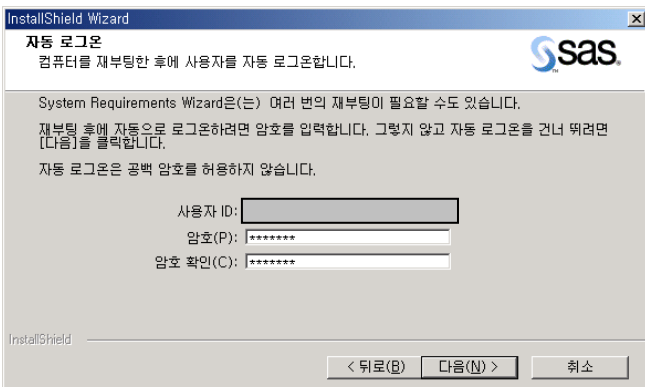 InstallShield Wizard
자동 로그온
컴퓨터를 재부팅한 후에 사용자를 자동 로그온합니다.
sas.
System Requirements Wizard은(는) 여러 번의 재부팅이 필요할 수도 있습니다.
재부팅 후에 자동으로 로그온하려면 암호를 입력합니다. 그렇지 않고 자동 로그온을 건너 뛰려면
[다음]을 클릭합니다.
자동 로그온은 공백 암호를 허용하지 않습니다.
사용자 ID:
암호(P): *******
암호 확인(C): *******
InstallShield
< 뒤로(B) 다음(N) > 취소